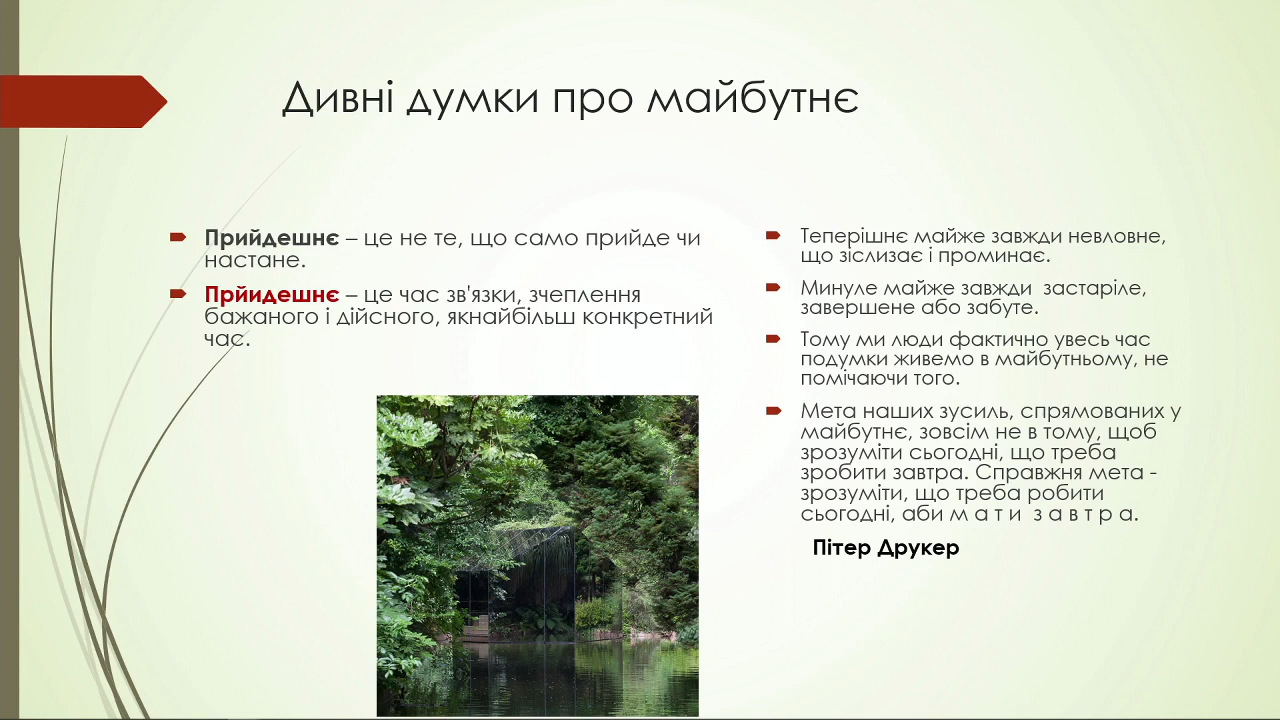 Дивні думки про майбутнє
Прийдешнє – це не те, що само прийде чи
настане.
Прйидешнє – це час зв'язки, зчеплення
бажаного і дійсного, якнайбільш конкретний
час.
Теперішнє майже завжди невловне,
що зіслизає і проминає.
Минуле майже завжди застаріле,
завершене або забуте.
Тому ми люди фактично увесь час
подумки живемо в майбутньому, не
помічаючи того.
Мета наших зусиль, спрямованих у
майбутнє, зовсім не в тому, щоб
зрозуміти сьогодні, що треба
зробити завтра. Справжня мета -
зрозуміти, що треба робити
сьогодні, аби м а т и з а в т р а.
Пітер Друкер